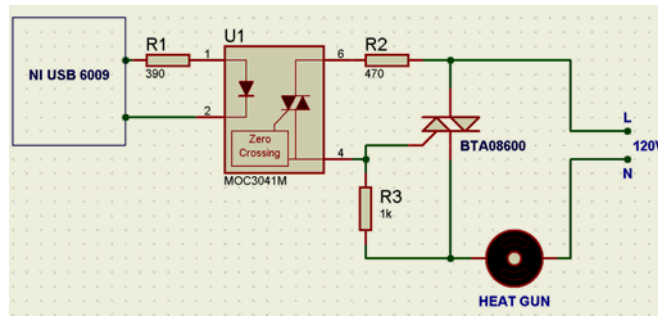 NI USB 6009
R1
390
U1
1
2
6
4
Zero
Crossing
MOC3041M
R2
470
R3
1k
BTA08600
L
120V
N
HEAT GUN